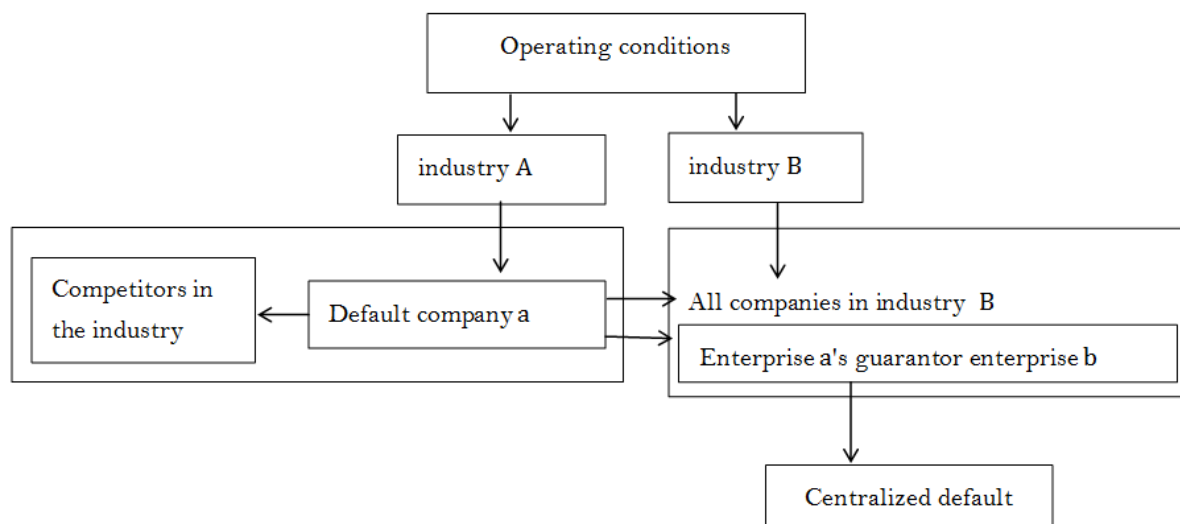 Operating conditions
industry A
industry B
Competitors in
the industry
Default company a
All companies in industry B
Enterprise a's guarantor enterprise b
Centralized default